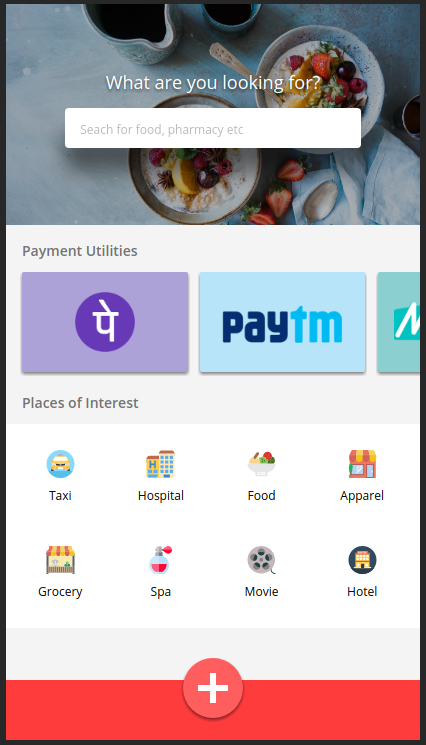 What are you looking for?
Seach for food, pharmacy etc
Payment Utilities
पे
paytm
Places of Interest
Taxi
Hospital
Food
Apparel
Grocery
Spa
Movie
Hotel